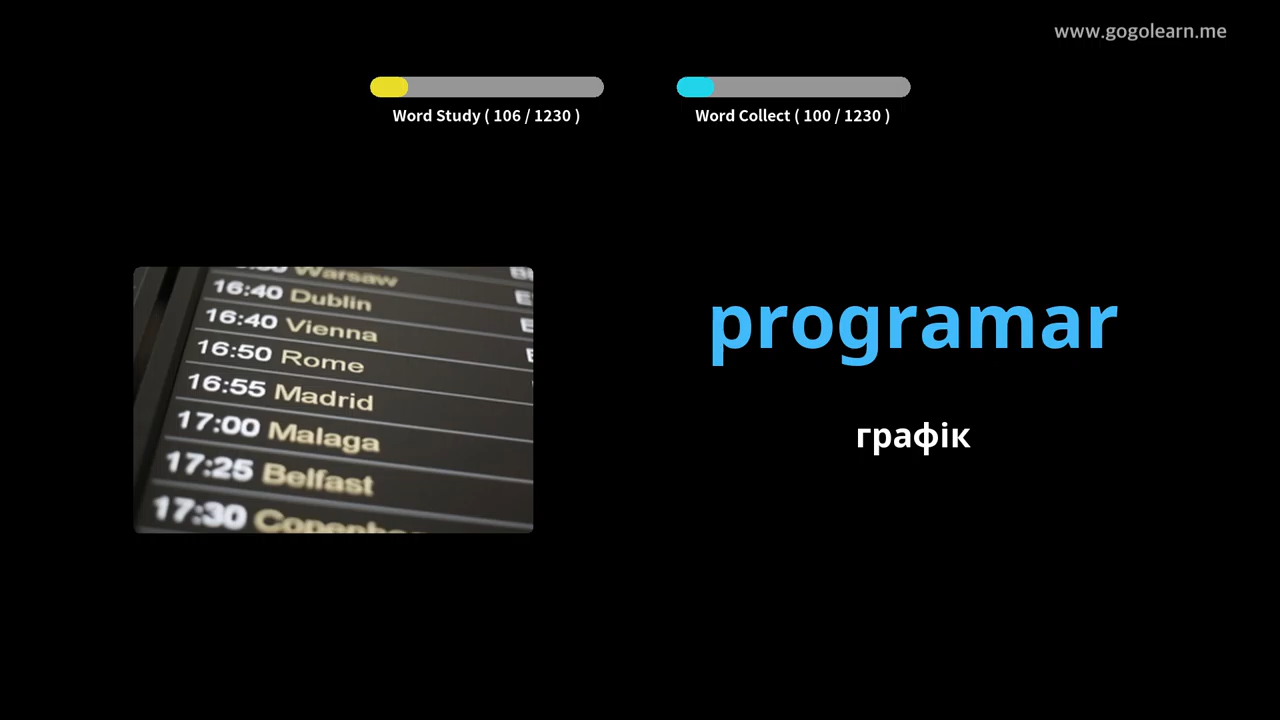 www.gogolearn.me
Word Study ( 106 / 1230 )
Word Collect ( 100 / 1230 )
Warsaw
16:40 Dublin
16:40 Vienna
16:50 Rome
16:55 Madrid
17:00 Malaga
17:25 Belfast
17:30
programar
графік